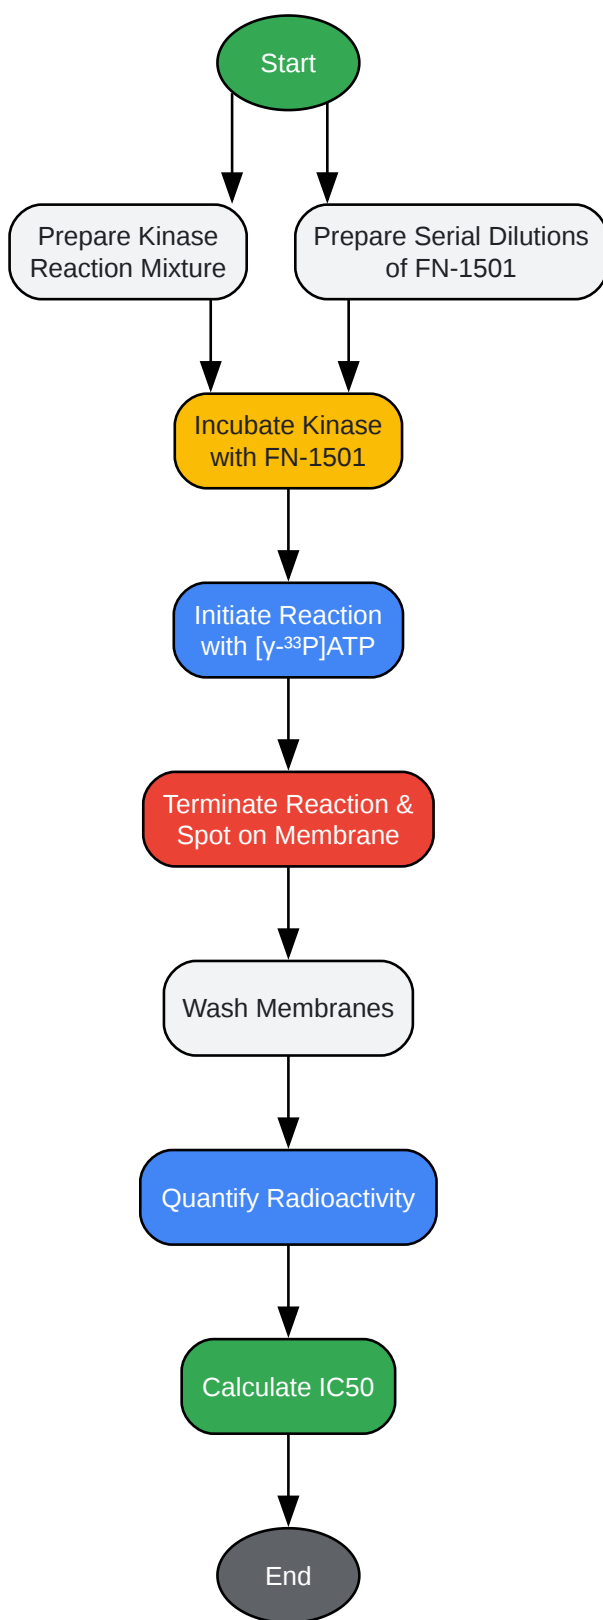 Start
Prepare Kinase
Reaction Mixture
Prepare Serial Dilutions
of FN-1501
Incubate Kinase
with FN-1501
Initiate Reaction
with [γ-³³P]ATP
Terminate Reaction &
Spot on Membrane
Wash Membranes
Quantify Radioactivity
Calculate IC50
End